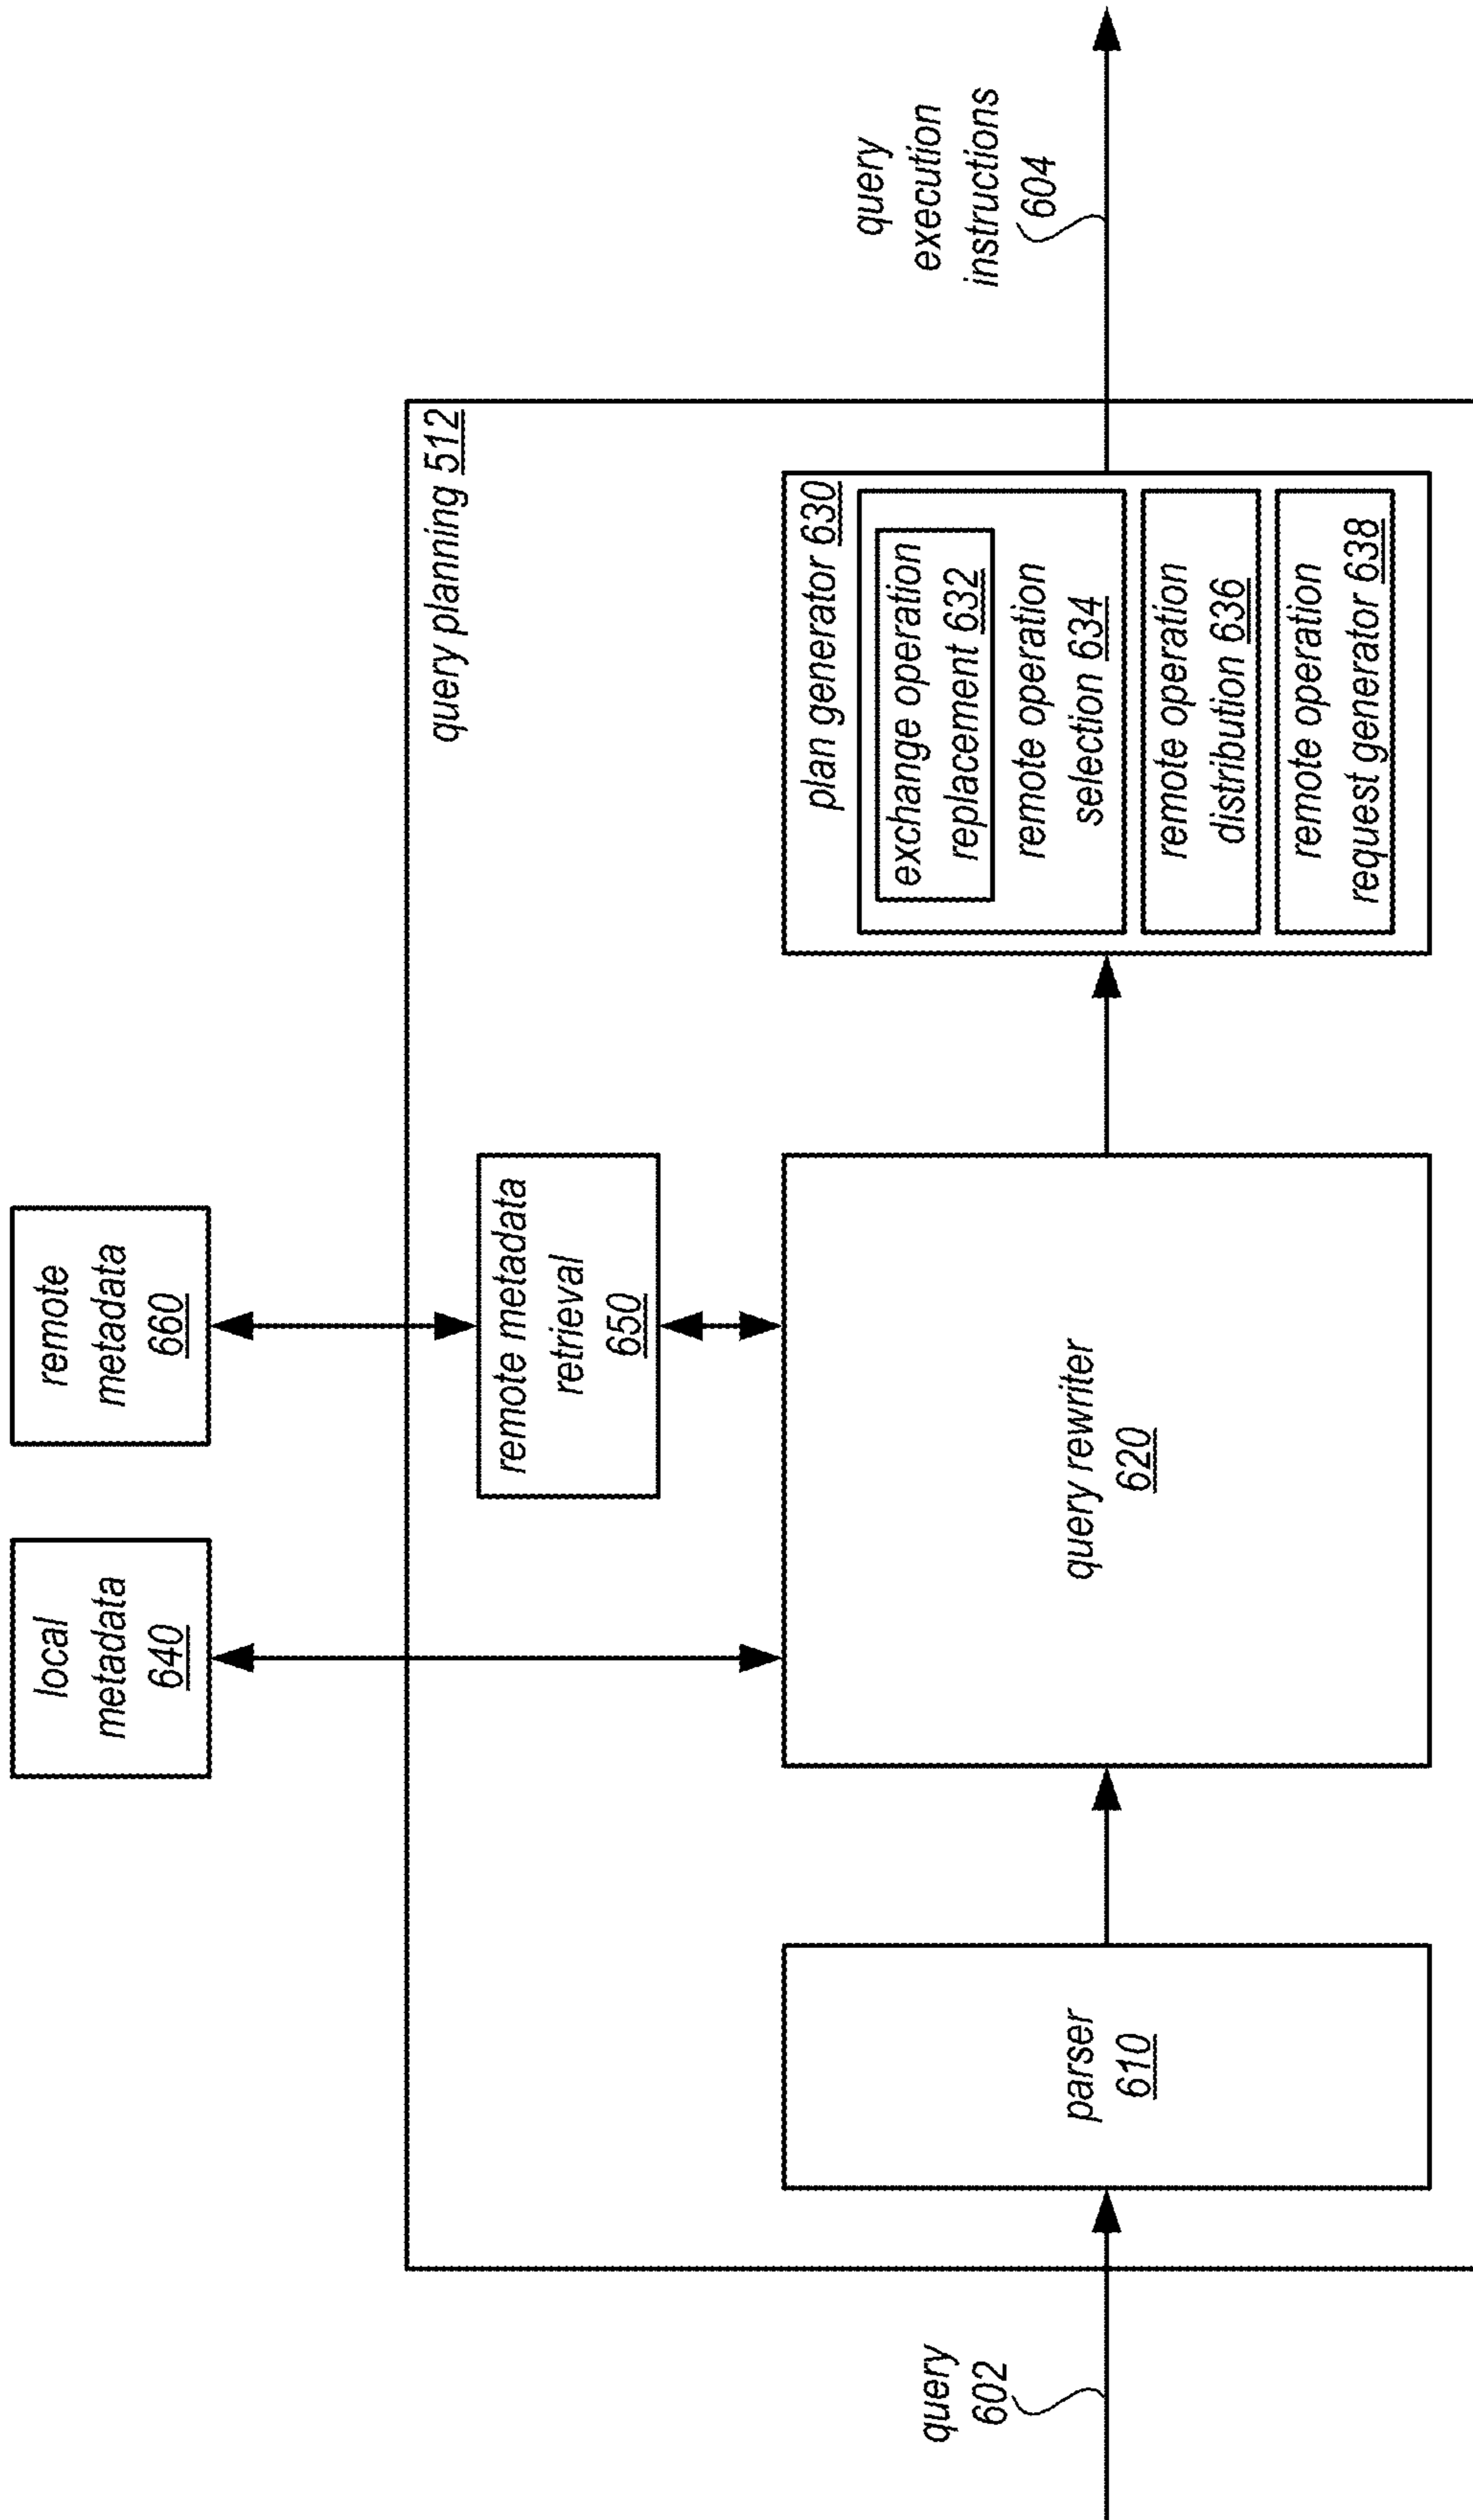 local
metadata
640
remote
metadata
660
query planning 512
remote metadata
retrieval
650
query
602
parser
610
query rewriter
620
plan generator 630
exchange operation
replacement 632
remote operation
selection 634
remote operation
distribution 636
remote operation
request generator 638
query
execution
instructions
604